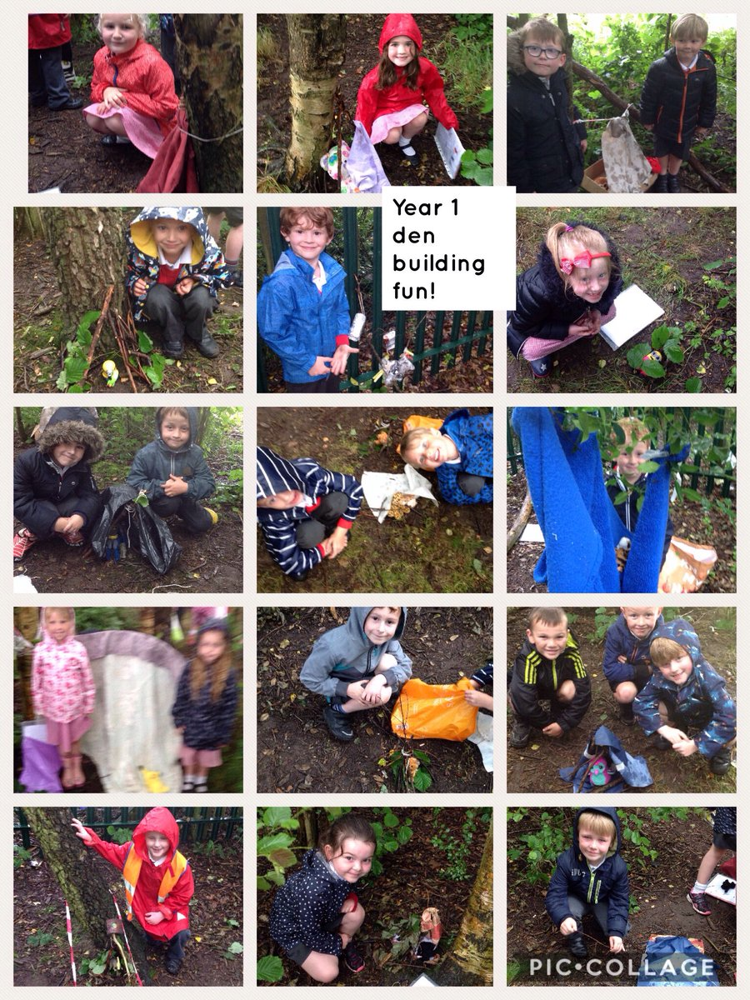 Year 1
den
building
fun!
PIC•COLLAGE